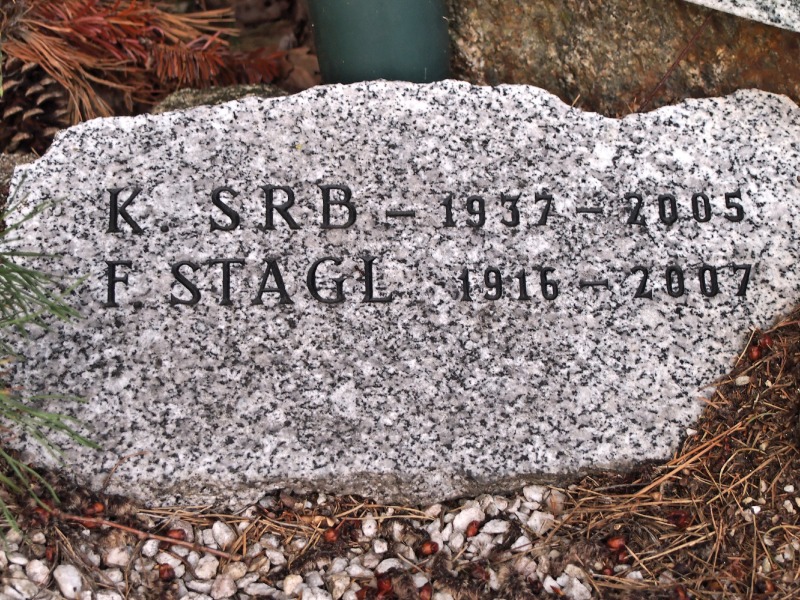 K. SRB – 1937 – 2005
F. STAGL 1916 – 2007